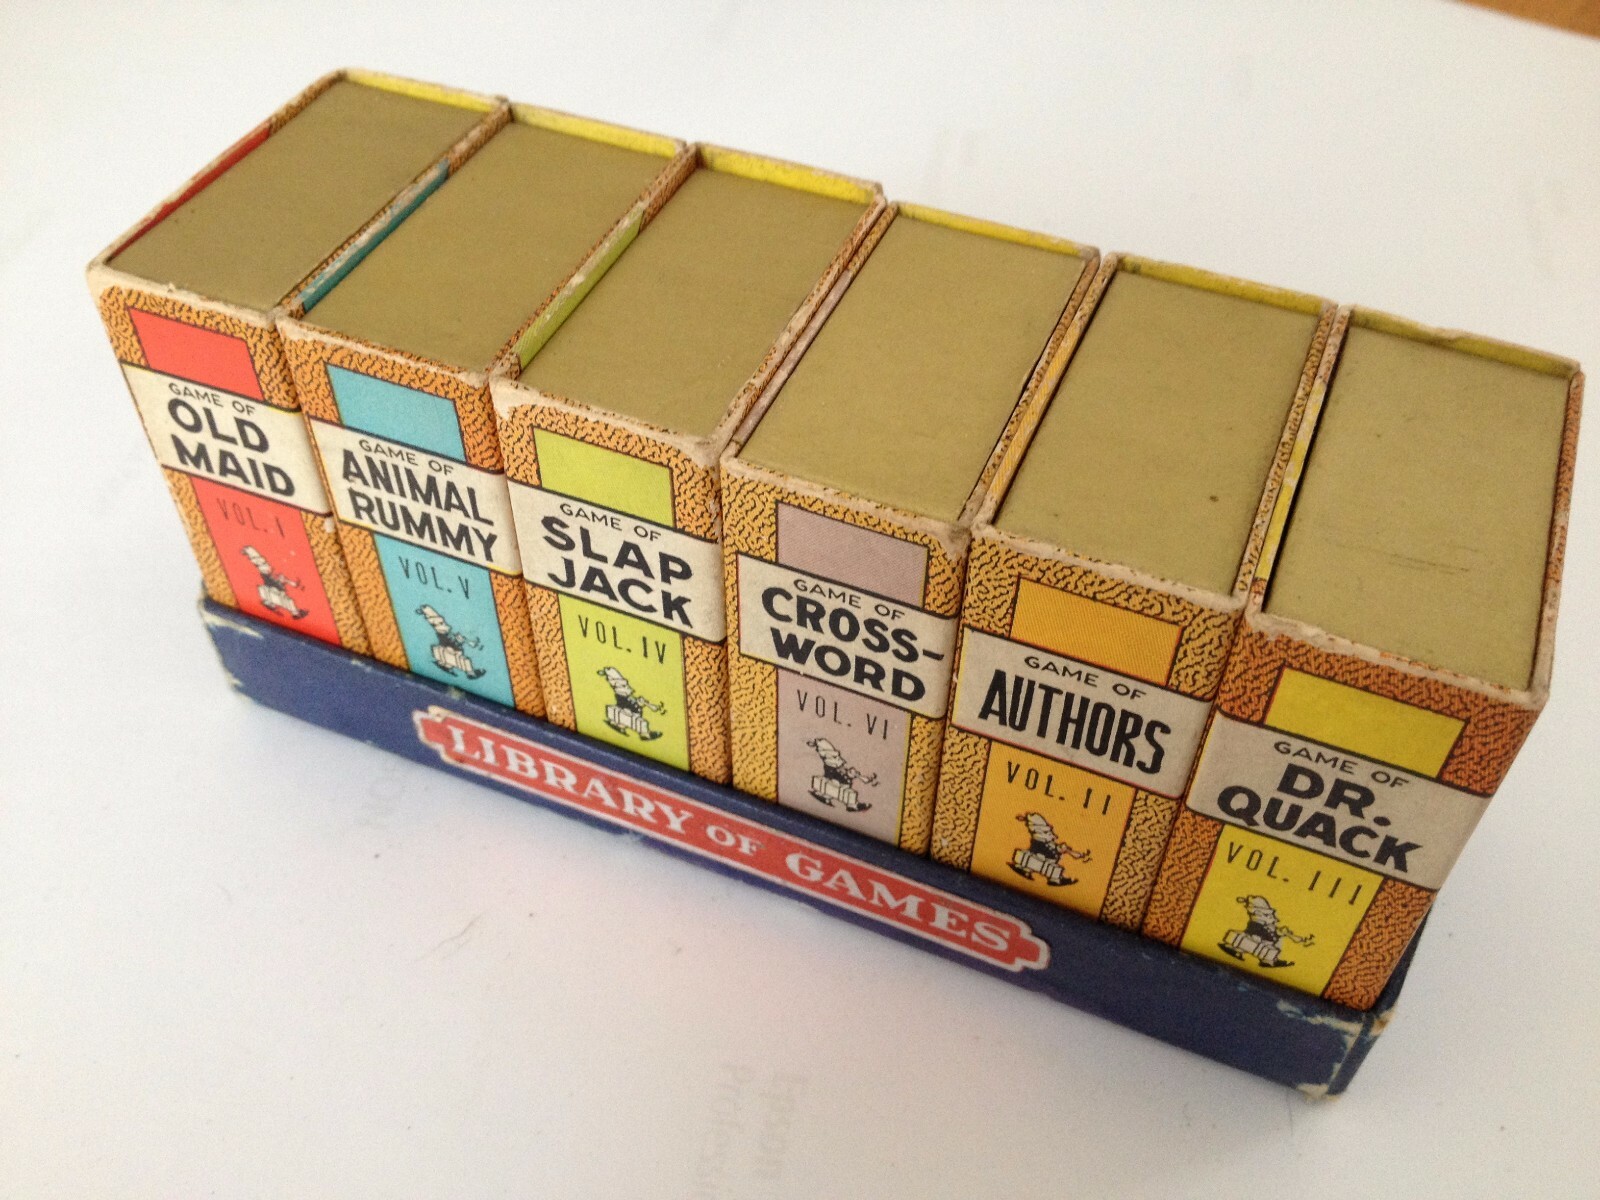 GAME OF
OLD
MAID
VOL. I
GAME OF
ANIMAL
RUMMY
VOL. V
GAME OF
SLAP
JACK
VOL. IV
GAME OF
CROSS-
WORD
VOL. VI
GAME OF
AUTHORS
VOL. II
GAME OF
DR.
QUACK
VOL. III
LIBRARY OF GAMES